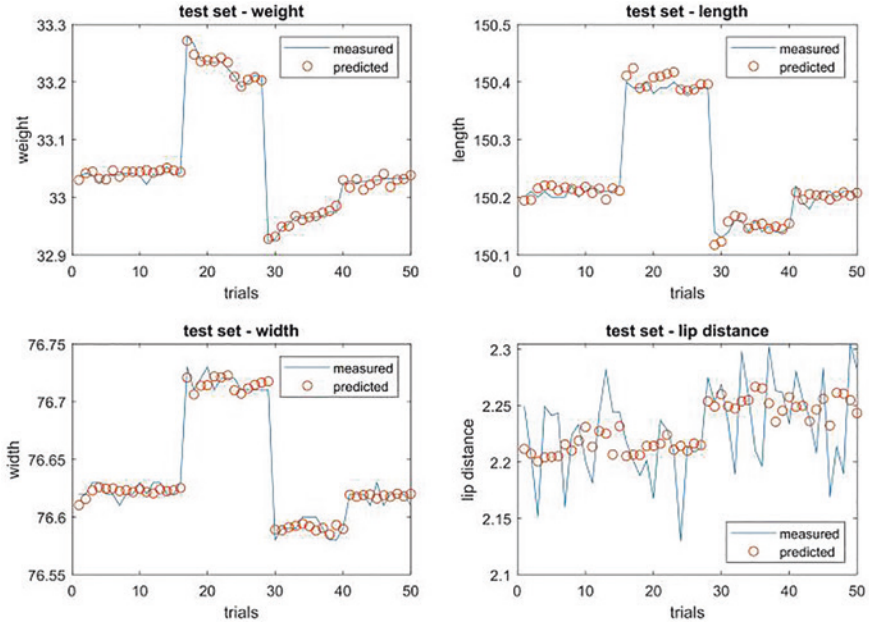 test set - weight
33.3
33.2
33.1
33
32.9
weight
measured
predicted
0 10 20 30 40 50
trials
test set - length
150.5
150.4
150.3
150.2
150.1
length
measured
predicted
0 10 20 30 40 50
trials
test set - width
76.75
76.7
76.65
76.6
76.55
width
measured
predicted
0 10 20 30 40 50
trials
test set - lip distance
2.3
2.25
2.2
2.15
2.1
lip distance
measured
predicted
0 10 20 30 40 50
trials